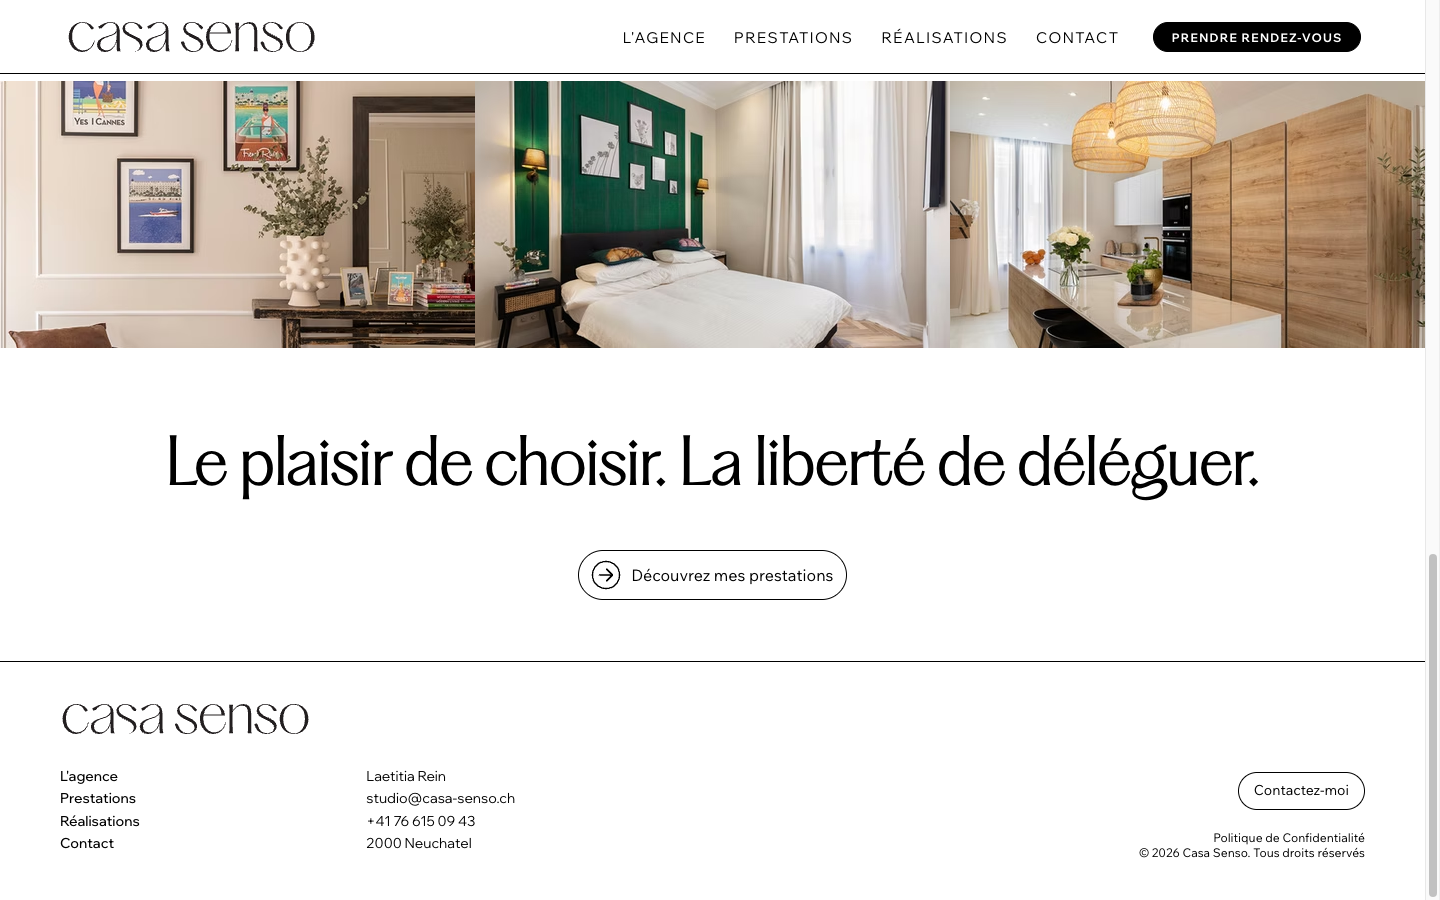 casa senso
L'AGENCE
PRESTATIONS
RÉALISATIONS
CONTACT
PRENDRE RENDEZ-VOUS
YES I CANNES
Le plaisir de choisir. La liberté de déléguer.
Découvrez mes prestations
casa senso
L'agence
Prestations
Réalisations
Contact
Laetitia Rein
studio@casa-senso.ch
+41 76 615 09 43
2000 Neuchatel
Contactez-moi
Politique de Confidentialité
© 2026 Casa Senso. Tous droits réservés